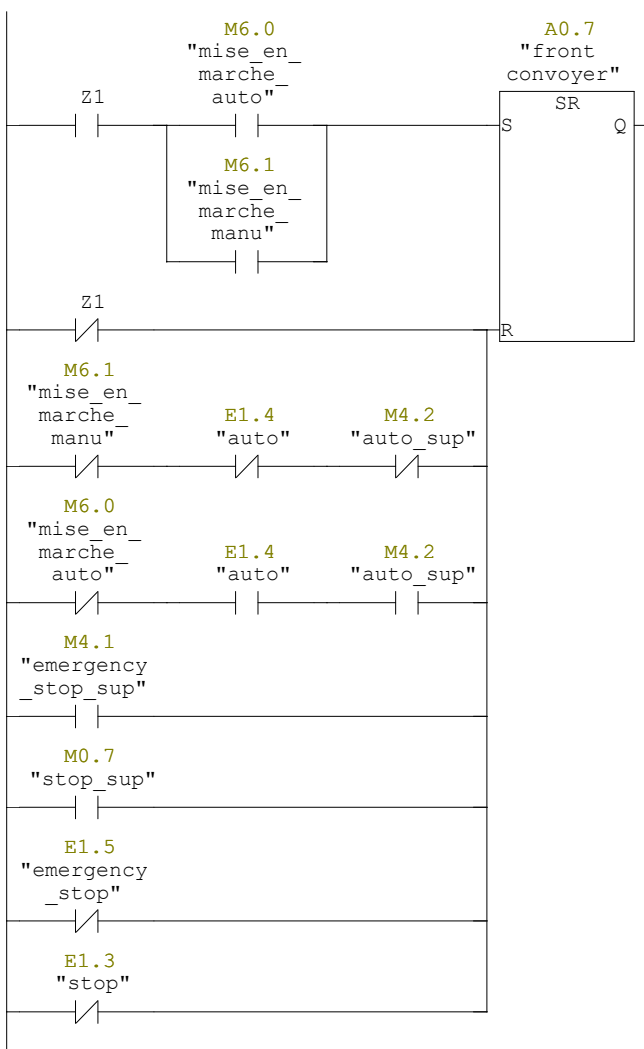 M6.0
"mise_en_
marche_
auto"
A0.7
"front
convoyer"
Z1
SR
S
Q
M6.1
"mise_en_
marche_
manu"
Z1
R
M6.1
"mise_en_
marche_
manu"
E1.4
"auto"
M4.2
"auto_sup"
M6.0
"mise_en_
marche_
auto"
E1.4
"auto"
M4.2
"auto_sup"
M4.1
"emergency
_stop_sup"
M0.7
"stop_sup"
E1.5
"emergency
_stop"
E1.3
"stop"